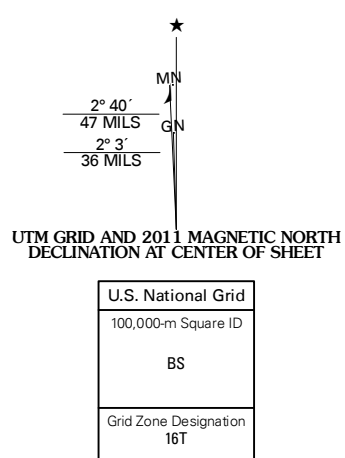 ★
MN
2° 40´
47 MILS
GN
2° 3´
36 MILS
UTM GRID AND 2011 MAGNETIC NORTH
DECLINATION AT CENTER OF SHEET
U.S. National Grid
100,000-m Square ID
BS
Grid Zone Designation
16T